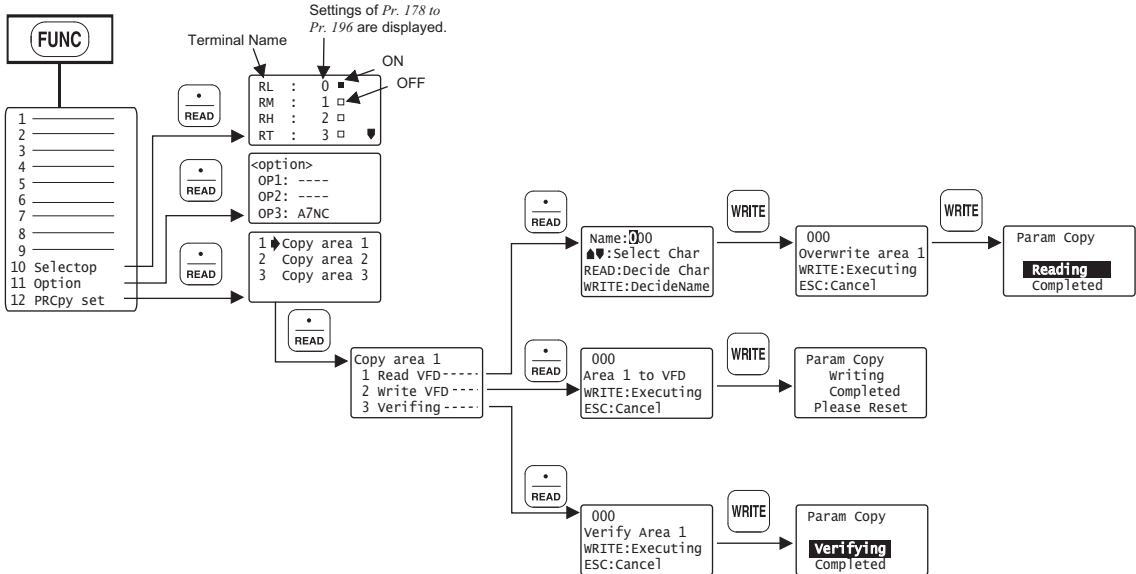 FUNC
1
2
3
4
5
6
7
8
9
10 Selectop
11 Option
12 PRCpy set
Terminal Name
Settings of Pr. 178 to
Pr. 196 are displayed.
ON
OFF
READ
RL : 0
RM : 1
RH : 2
RT : 3
READ
<option>
OP1: ----
OP2: ----
OP3: A7NC
READ
1 Copy area 1
2 Copy area 2
3 Copy area 3
READ
Copy area 1
1 Read VFD-----
2 Write VFD----
3 Verifing-----
READ
Name:000
:Select Char
READ:Decide Char
WRITE:DecideName
WRITE
000
Overwrite area 1
WRITE:Executing
ESC:Cancel
WRITE
Param Copy
Reading
Completed
READ
000
Area 1 to VFD
WRITE:Executing
ESC:Cancel
WRITE
Param Copy
Writing
Completed
Please Reset
READ
000
Verify Area 1
WRITE:Executing
ESC:Cancel
WRITE
Param Copy
Verifying
Completed